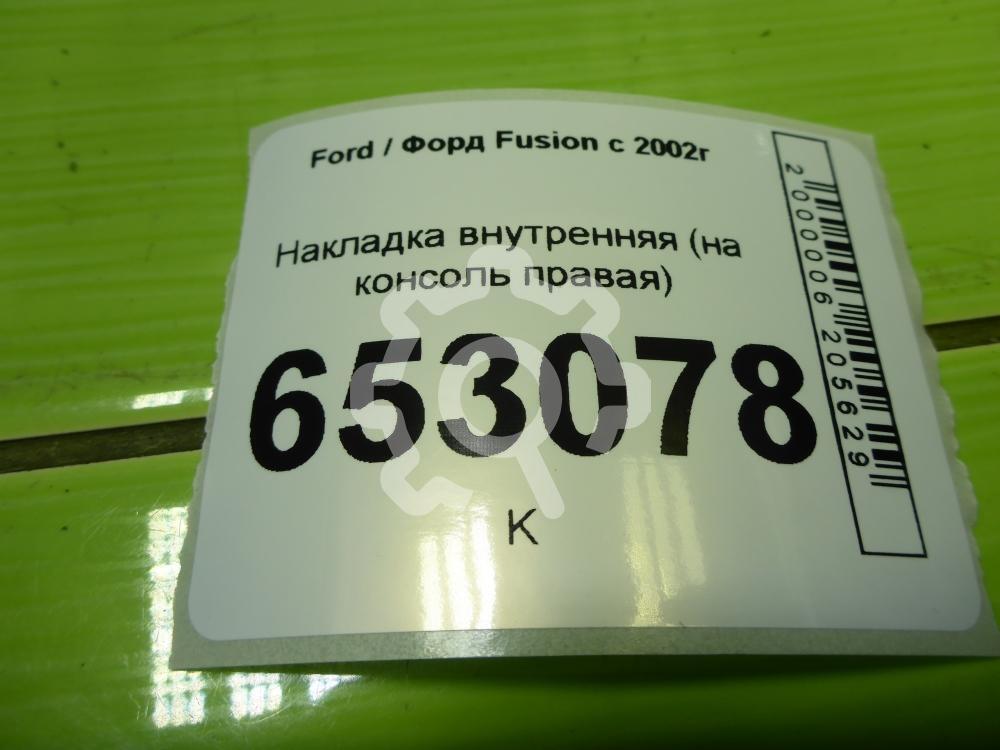 Ford / Форд Fusion с 2002г
Накладка внутренняя (на
консоль правая)
653078
К
2000006205629